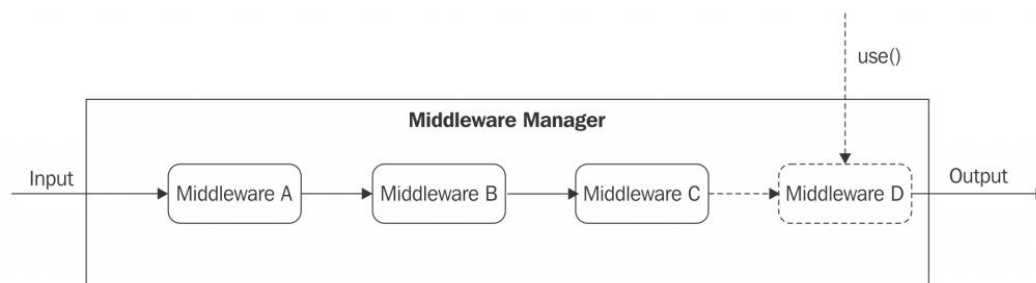 use()
Middleware Manager
Input
Middleware A
Middleware B
Middleware C
Middleware D
Output